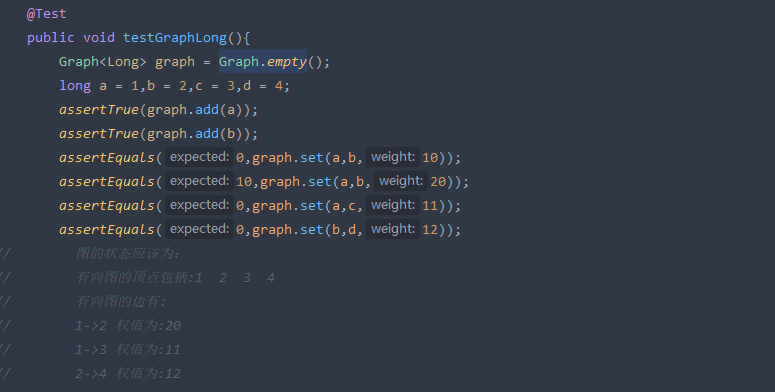 @Test
public void testGraphLong(){
Graph<Long> graph = Graph.empty();
long a = 1,b = 2,c = 3,d = 4;
assertTrue(graph.add(a));
assertTrue(graph.add(b));
assertEquals( expected: 0,graph.set(a,b, weight: 10));
assertEquals( expected: 10,graph.set(a,b, weight: 20));
assertEquals( expected: 0,graph.set(a,c, weight: 11));
assertEquals( expected: 0,graph.set(b,d, weight: 12));
// 图的状态应该为:
// 有向图的顶点包括:1 2 3 4
// 有向图的边有:
// 1->2 权值为:20
// 1->3 权值为:11
// 2->4 权值为:12